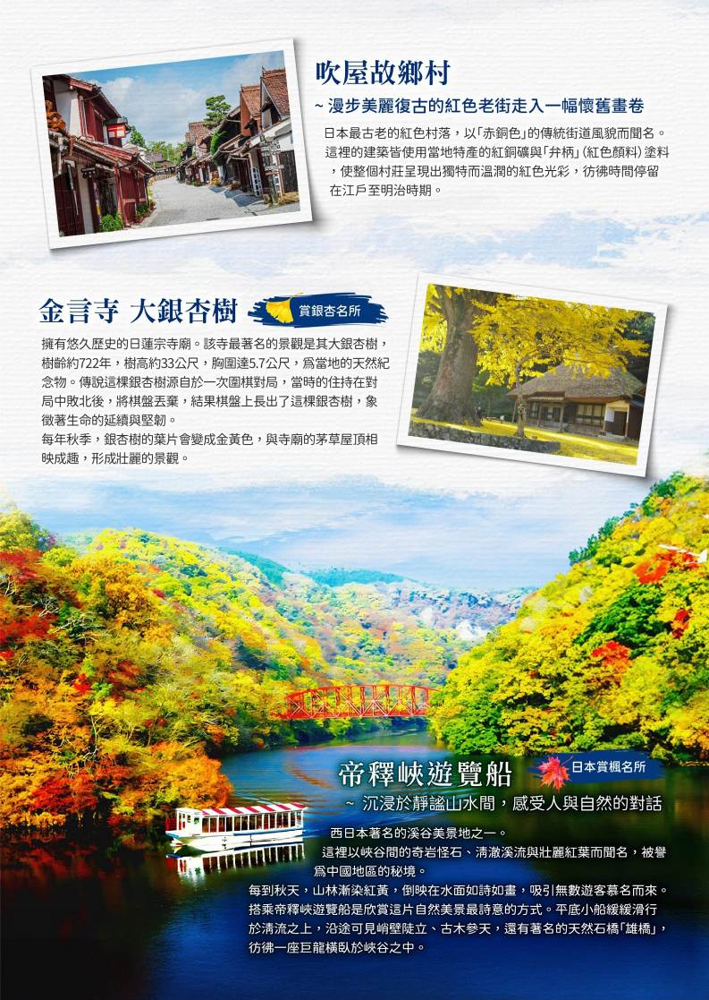 吹屋故鄉村
~ 漫步美麗復古的紅色老街走入一幅懷舊畫卷
日本最古老的紅色村落，以「赤銅色」的傳統街道風貌而聞名。
這裡的建築皆使用當地特產的紅銅礦與「弁柄」（紅色顏料）塗料
，使整個村莊呈現出獨特而溫潤的紅色光彩，彷彿時間停留
在江戶至明治時期。
金言寺 大銀杏樹
賞銀杏名所
擁有悠久歷史的日蓮宗寺廟。該寺最著名的景觀是其大銀杏樹，
樹齡約722年，樹高約33公尺，胸圍達5.7公尺，為當地的天然紀
念物。傳說這棵銀杏樹源自於一次圍棋對局，當時的住持在對
局中敗北後，將棋盤丟棄，結果棋盤上長出了這棵銀杏樹，象
徵著生命的延續與堅韌。
每年秋季，銀杏樹的葉片會變成金黃色，與寺廟的茅草屋頂相
映成趣，形成壯麗的景觀。
帝釋峽遊覽船
日本賞楓名所
~ 沉浸於靜謐山水間，感受人與自然的對話
西日本著名的溪谷美景地之一。
這裡以峽谷間的奇岩怪石、清澈溪流與壯麗紅葉而聞名，被譽
為中國地區的秘境。
每到秋天，山林漸染紅黃，倒映在水面如詩如畫，吸引無數遊客慕名而來。
搭乘帝釋峽遊覽船是欣賞這片自然美景最詩意的方式。平底小船緩緩滑行
於清流之上，沿途可見峭壁陡立、古木參天，還有著名的天然石橋「雄橋」，
彷彿一座巨龍橫臥於峽谷之中。